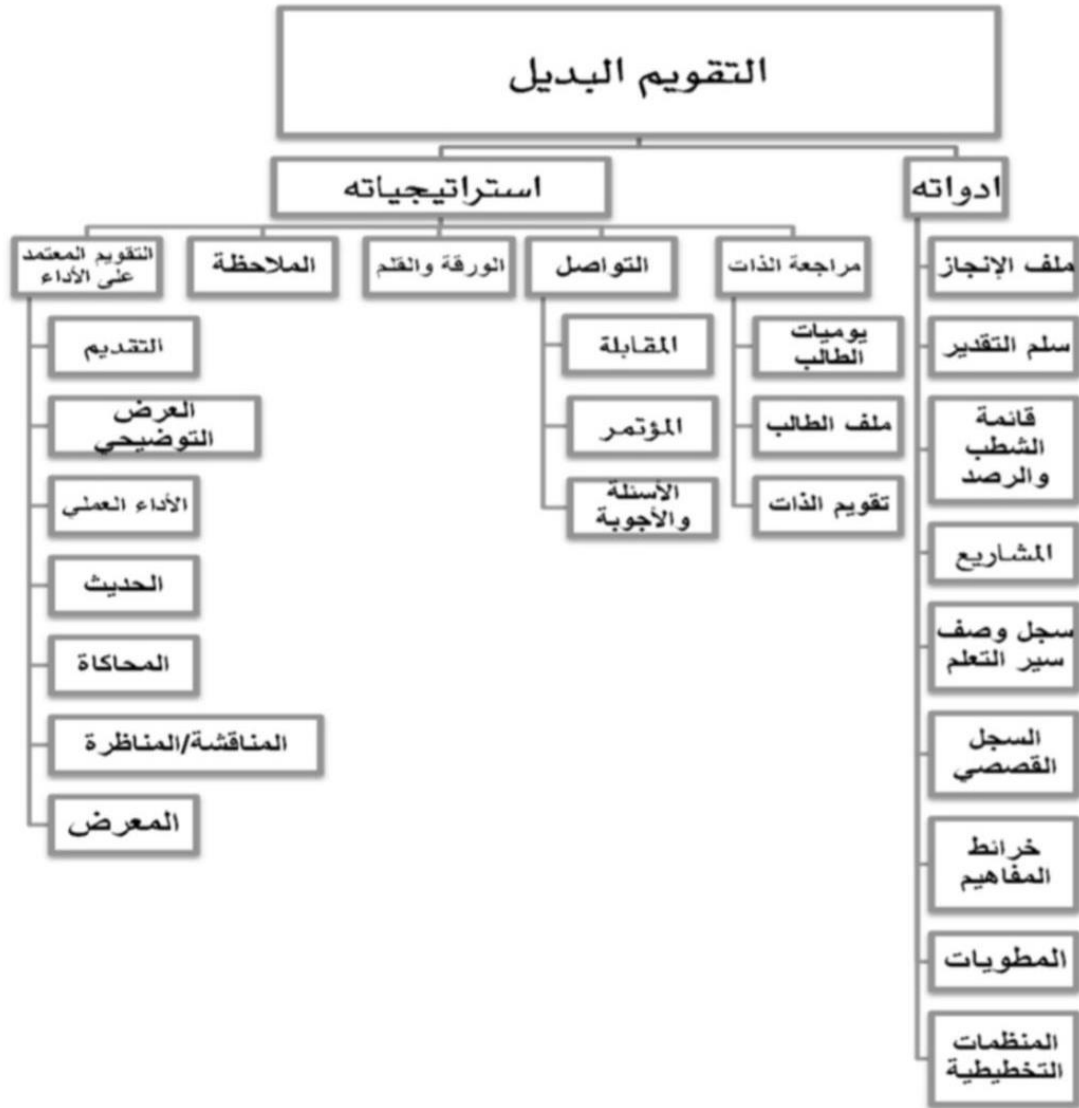 التقويم البديل
ادواته
ملف الإنجاز
سلم التقدير
قائمة
الشطب
والرصد
المشاريع
سجل وصف
سير التعلم
السجل
القصصي
خرائط
المفاهيم
المطويات
المنظمات
التخطيطية
استراتيجياته
مراجعة الذات
يوميات
الطالب
ملف الطالب
تقويم الذات
التواصل
المقابلة
المؤتمر
الأسئلة
والأجوبة
الورقة والقلم
الملاحظة
التقويم المعتمد
على الأداء
التقديم
العرض
التوضيحي
الأداء العملي
الحديث
المحاكاة
المناقشة/المناظرة
المعرض